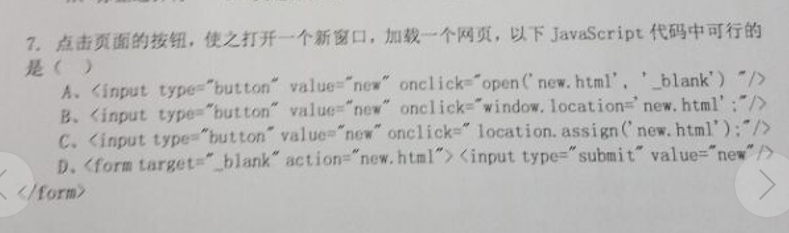 7. 点击页面的按钮，使之打开一个新窗口，加载一个网页，以下 JavaScript 代码中可行的
是（ ）
A、<input type="button" value="new" onclick="open('new.html', '_blank') "/>
B、<input type="button" value="new" onclick="window.location='new.html';"/>
C、<input type="button" value="new" onclick=" location.assign('new.html');"/>
D、<form target="_blank" action="new.html"><input type="submit" value="new"/>
</form>